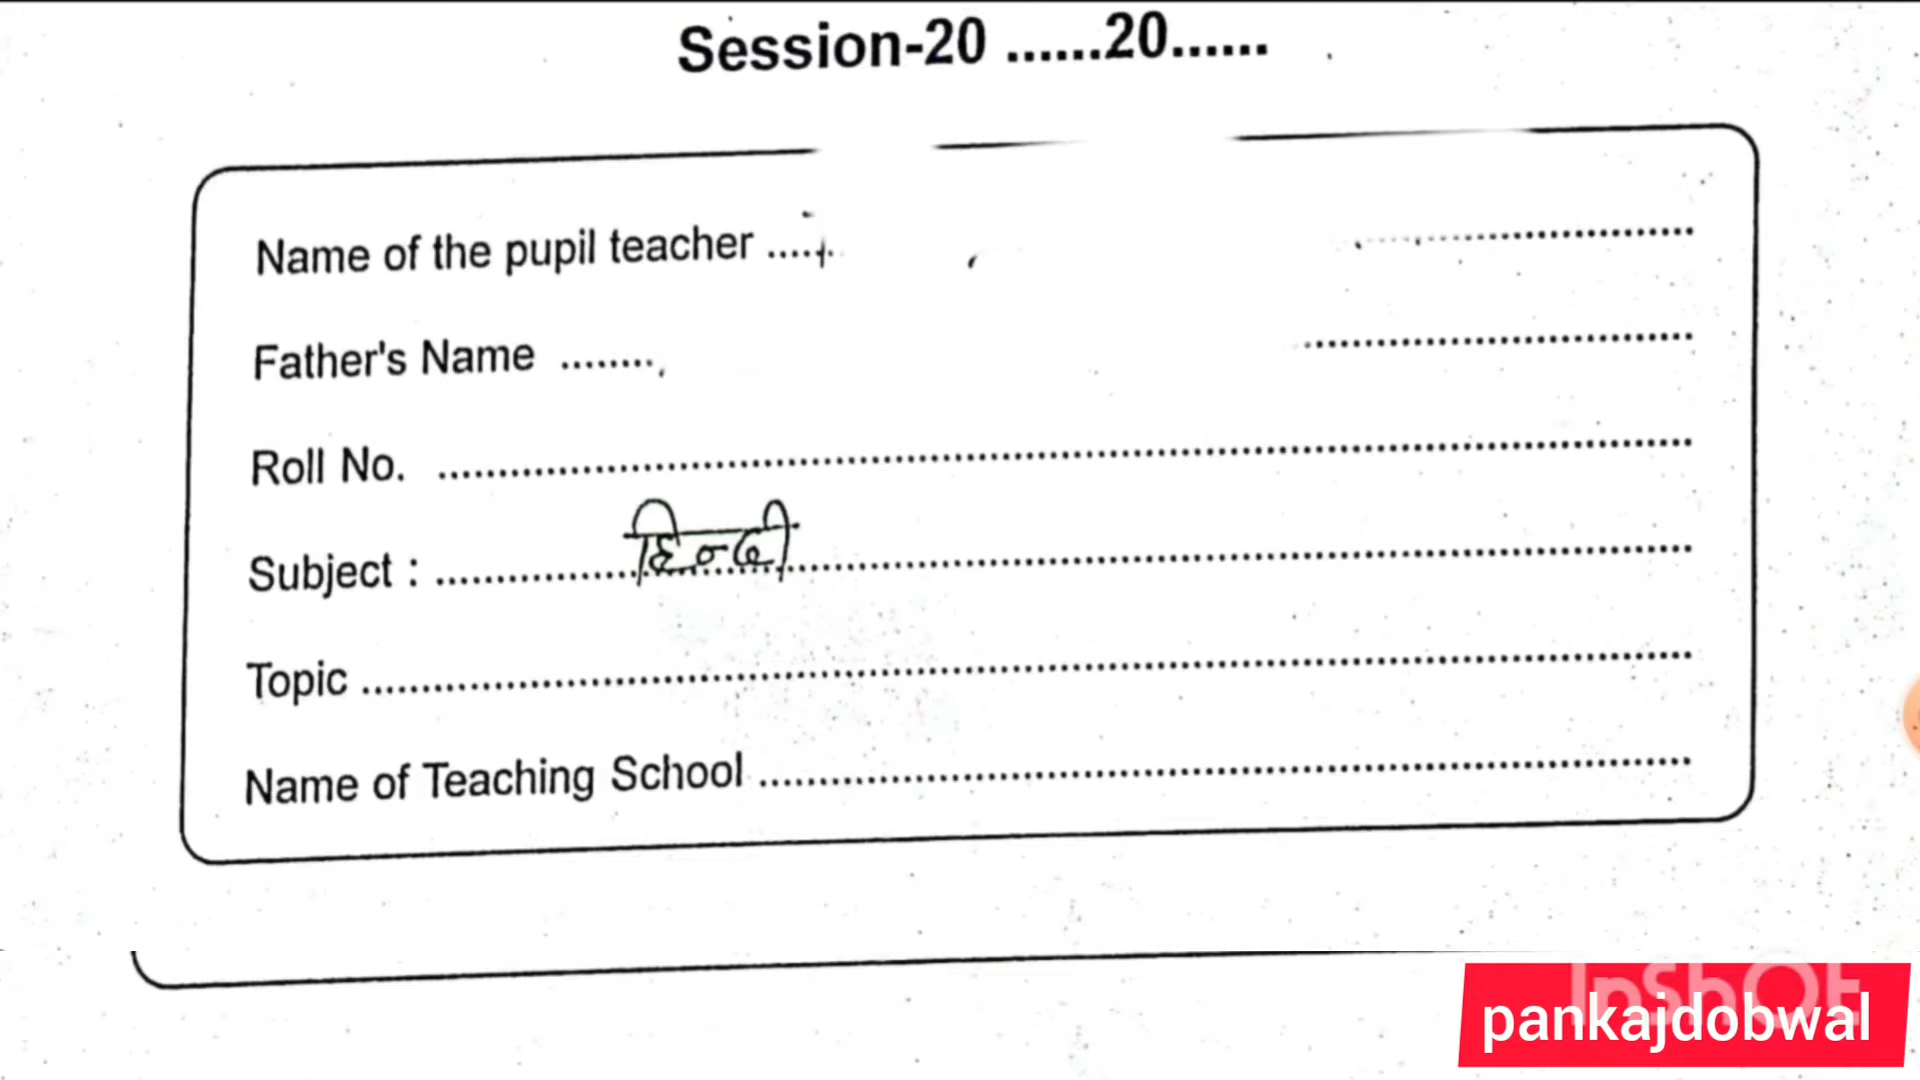 Session-20 ......20......
Name of the pupil teacher ..... ..............................
Father's Name ........ ..............................
Roll No. ............................................................
Subject : .................हिन्दी............................................................
Topic ............................................................
Name of Teaching School ............................................................
InShOt
pankajdobwal